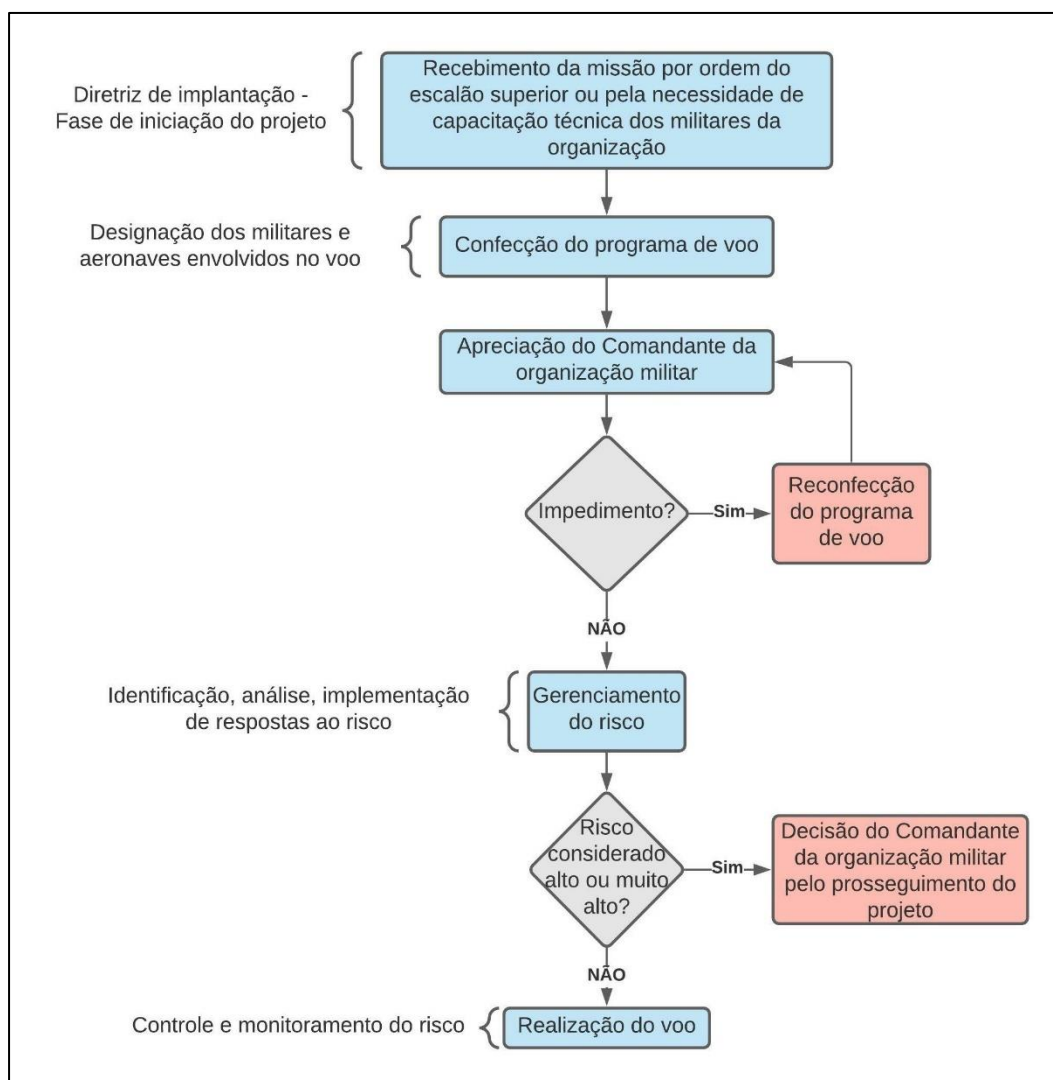 Diretriz de implantação -
Fase de iniciação do projeto
Recebimento da missão por ordem do
escalão superior ou pela necessidade de
capacitação técnica dos militares da
organização
Designação dos militares e
aeronaves envolvidos no voo
Confecção do programa de voo
Apreciação do Comandante da
organização militar
Impedimento?
Sim
Reconfecção
do programa
de voo
NÃO
Identificação, análise, implementação
de respostas ao risco
Gerenciamento
do risco
Risco
considerado
alto ou muito
alto?
Sim
Decisão do Comandante
da organização militar
pelo prosseguimento do
projeto
NÃO
Controle e monitoramento do risco
Realização do voo